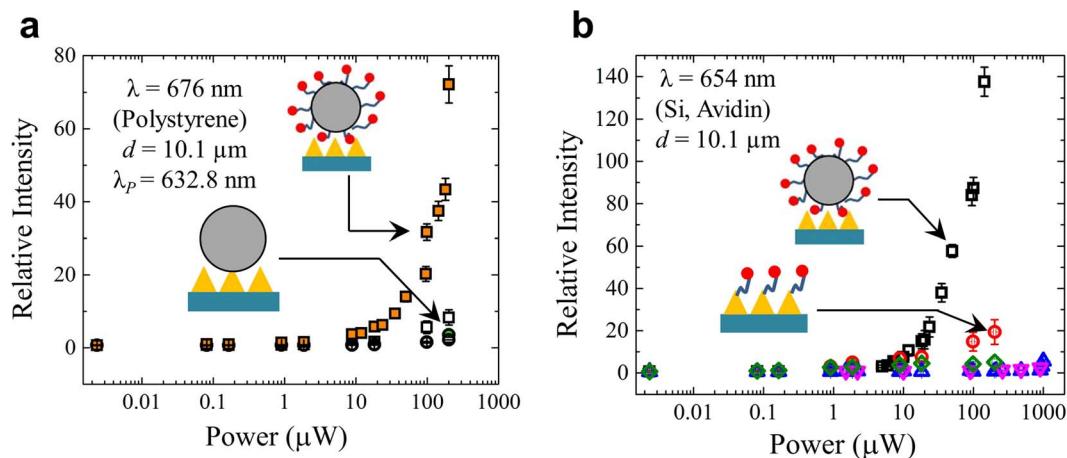 a
80
60
40
20
0
Relative Intensity
λ = 676 nm
(Polystyrene)
d = 10.1 µm
λP = 632.8 nm
0.01 0.1 1 10 100 1000
Power (µW)
b
140
120
100
80
60
40
20
0
Relative Intensity
λ = 654 nm
(Si, Avidin)
d = 10.1 µm
0.01 0.1 1 10 100 1000
Power (µW)